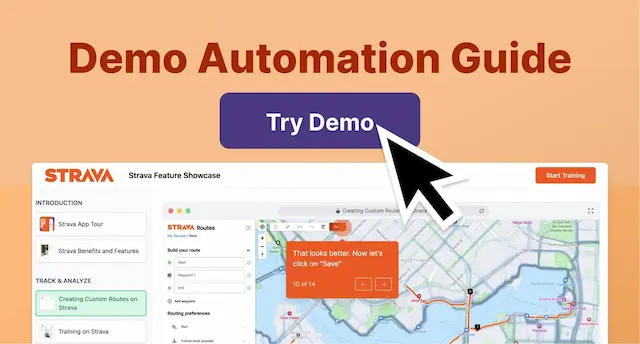 Demo Automation Guide
Try Demo
STRAVA
Strava Feature Showcase
Start Training
INTRODUCTION
Strava App Tour
Strava Benefits and Features
TRACK & ANALYZE
Creating Custom Routes on
Strava
Training on Strava
Creating Custom Routes
Strava
STRAVA Routes
My Routes / New
Build your route
Start
Waypoint 1
End
Add waypoint
Routing preferences
Run
Follow most popular
That looks better. Now let's
click on "Save"
10 of 14